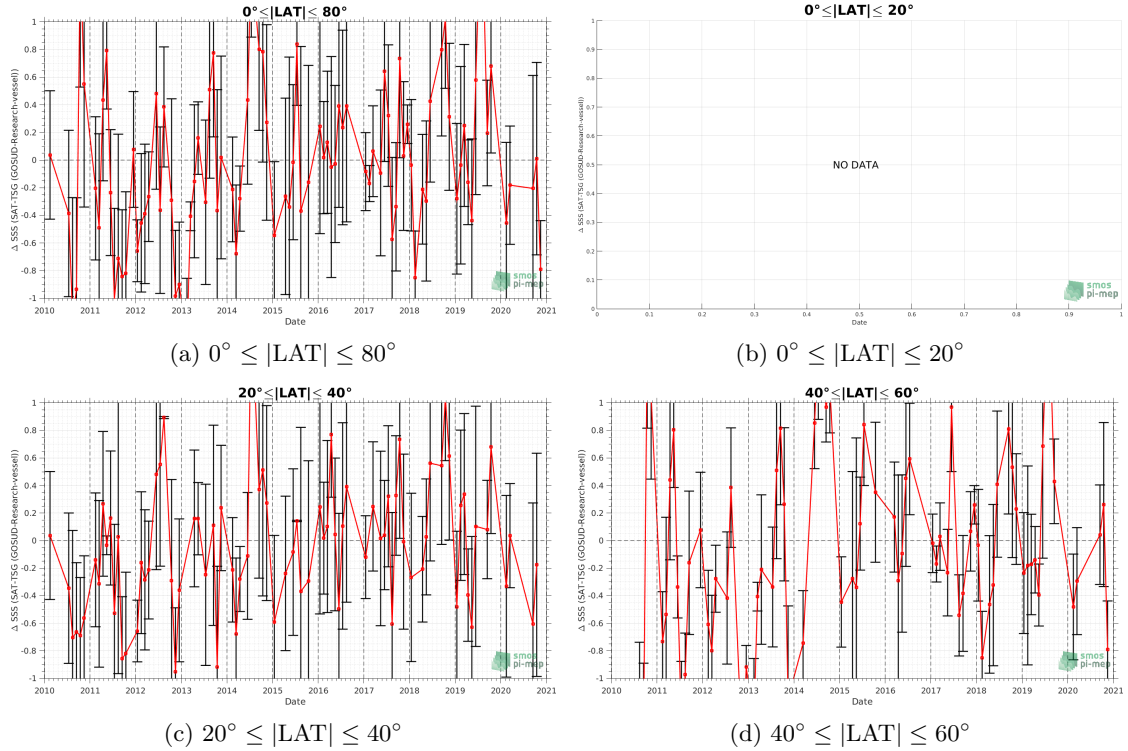 0°≤|LAT|≤ 80°
Δ SSS (SAT-TSG (GOSUD-Research-vessel))
1
0.8
0.6
0.4
0.2
0
-0.2
-0.4
-0.6
-0.8
-1
2010 2011 2012 2013 2014 2015 2016 2017 2018 2019 2020 2021
Date
smos
pi-mep
(a) 0° ≤ |LAT| ≤ 80°
0°≤|LAT|≤ 20°
Δ SSS (SAT-TSG (GOSUD-Research-vessel))
1
0.9
0.8
0.7
0.6
0.5
0.4
0.3
0.2
0.1
0
NO DATA
0 0.1 0.2 0.3 0.4 0.5 0.6 0.7 0.8 0.9 1
Date
smos
pi-mep
(b) 0° ≤ |LAT| ≤ 20°
20°≤|LAT|≤ 40°
Δ SSS (SAT-TSG (GOSUD-Research-vessel))
1
0.8
0.6
0.4
0.2
0
-0.2
-0.4
-0.6
-0.8
-1
2010 2011 2012 2013 2014 2015 2016 2017 2018 2019 2020 2021
Date
smos
pi-mep
(c) 20° ≤ |LAT| ≤ 40°
40°≤|LAT|≤ 60°
Δ SSS (SAT-TSG (GOSUD-Research-vessel))
1
0.8
0.6
0.4
0.2
0
-0.2
-0.4
-0.6
-0.8
-1
2010 2011 2012 2013 2014 2015 2016 2017 2018 2019 2020 2021
Date
smos
pi-mep
(d) 40° ≤ |LAT| ≤ 60°